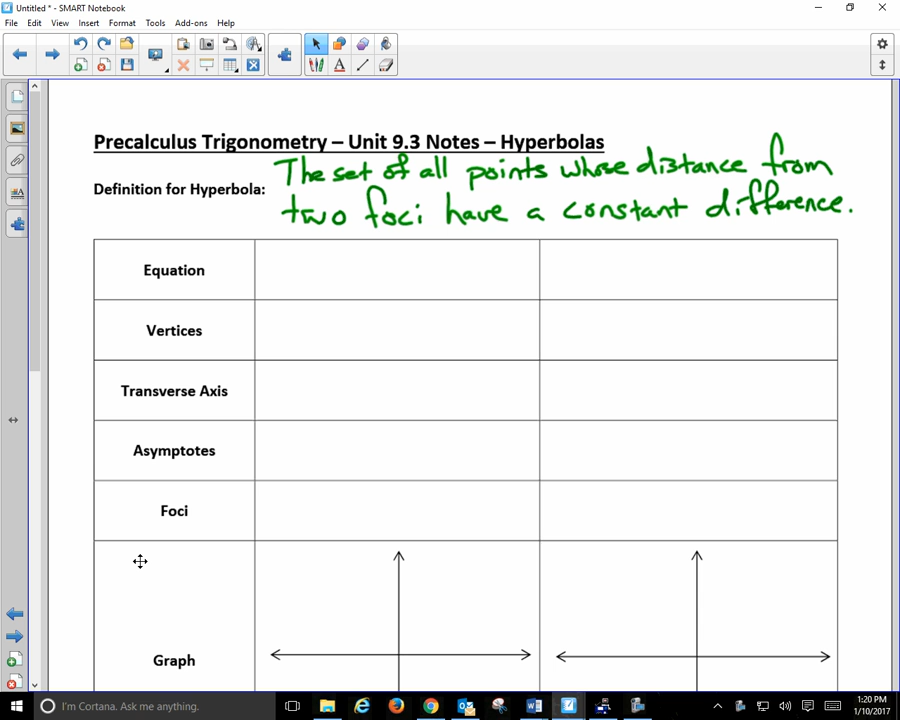 Untitled * - SMART Notebook
File Edit View Insert Format Tools Add-ons Help
Precalculus Trigonometry – Unit 9.3 Notes – Hyperbolas
Definition for Hyperbola: The set of all points whose distance from
two foci have a constant difference.
Equation
Vertices
Transverse Axis
Asymptotes
Foci
Graph
I'm Cortana. Ask me anything.
1:20 PM
1/10/2017